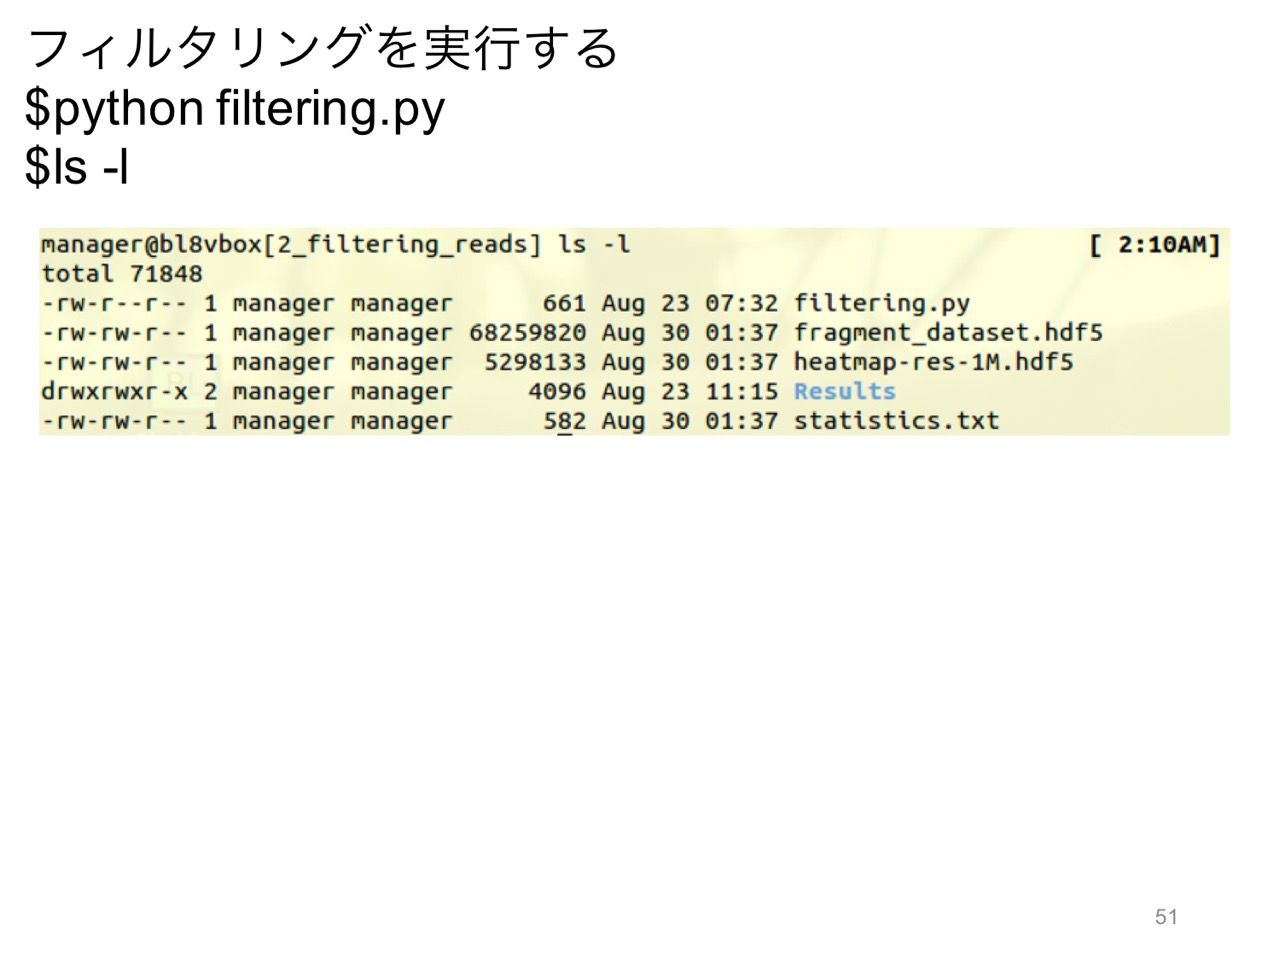 フィルタリングを実行する
$python filtering.py
$ls -l
manager@bl8vbox[2_filtering_reads] ls -l [ 2:10AM]
total 71848
-rw-r--r-- 1 manager manager 661 Aug 23 07:32 filtering.py
-rw-rw-r-- 1 manager manager 68259820 Aug 30 01:37 fragment_dataset.hdf5
-rw-rw-r-- 1 manager manager 5298133 Aug 30 01:37 heatmap-res-1M.hdf5
drwxrwxr-x 2 manager manager 4096 Aug 23 11:15 Results
-rw-rw-r-- 1 manager manager 582 Aug 30 01:37 statistics.txt
51